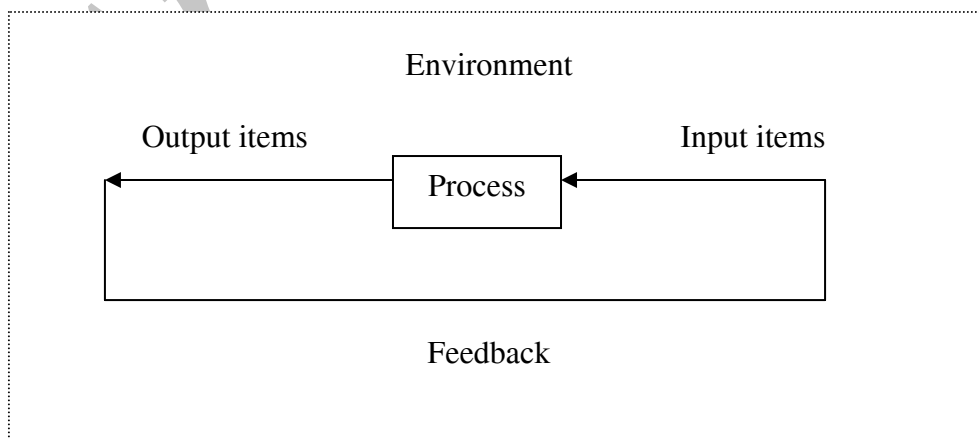 Environment
Output items
Input items
Process
Feedback